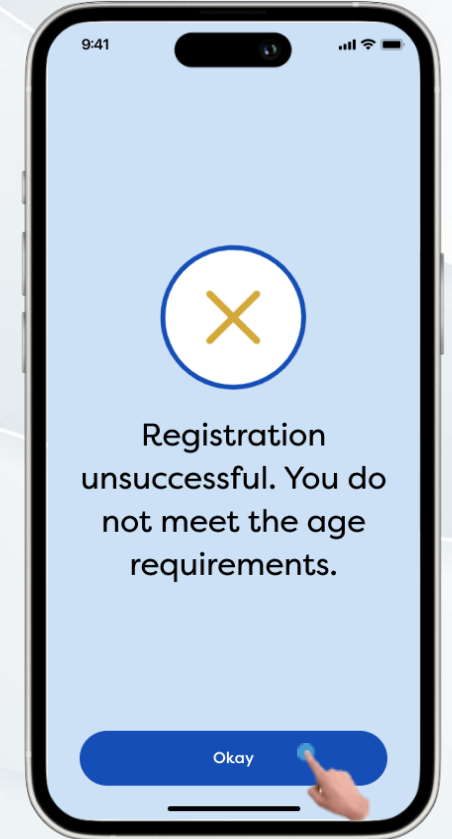 9:41
Registration
unsuccessful. You do
not meet the age
requirements.
Okay